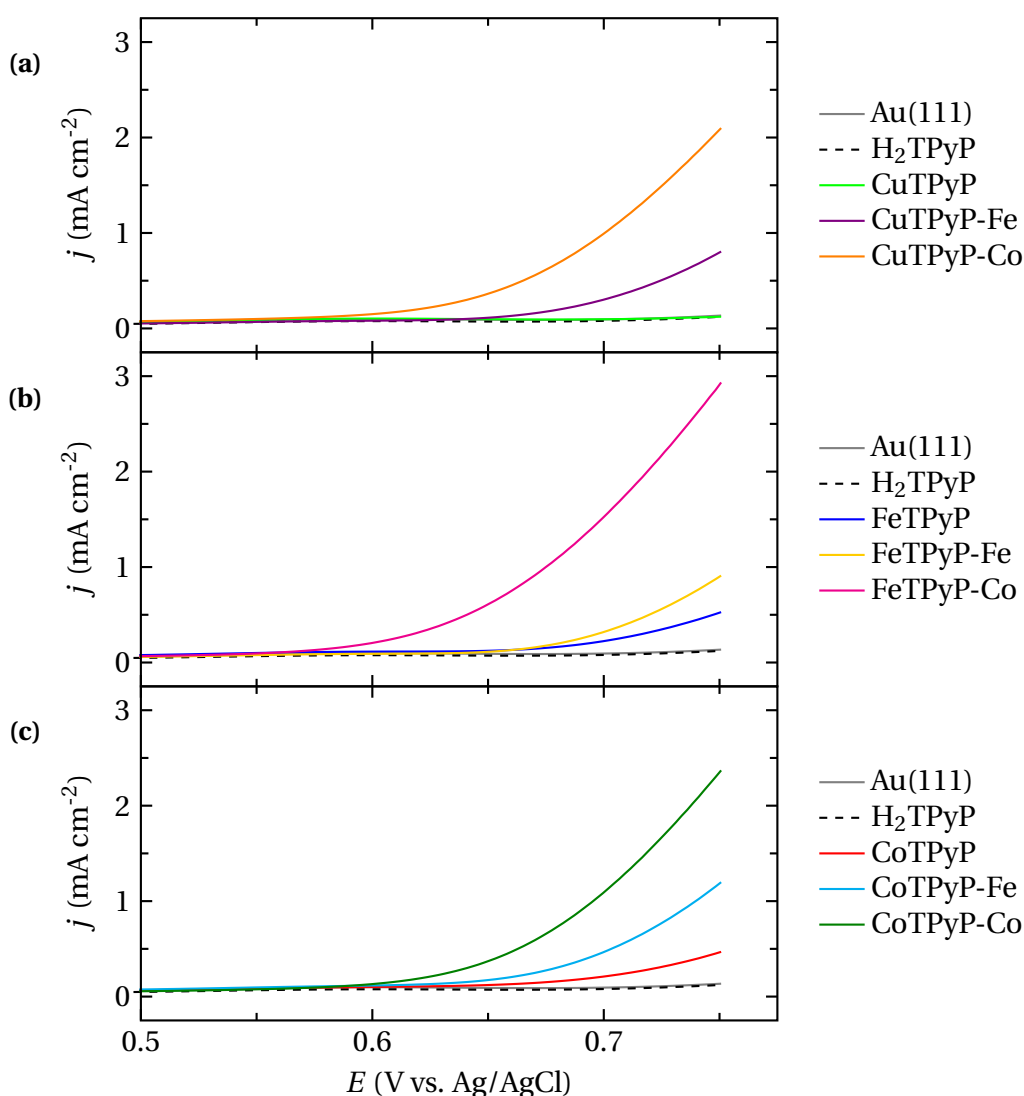 (a)
3
2
1
0
j (mA cm-2)
Au(111)
H2TPyP
CuTPyP
CuTPyP-Fe
CuTPyP-Co
(b)
3
2
1
0
j (mA cm-2)
Au(111)
H2TPyP
FeTPyP
FeTPyP-Fe
FeTPyP-Co
(c)
3
2
1
0
j (mA cm-2)
Au(111)
H2TPyP
CoTPyP
CoTPyP-Fe
CoTPyP-Co
0.5 0.6 0.7
E (V vs. Ag/AgCl)